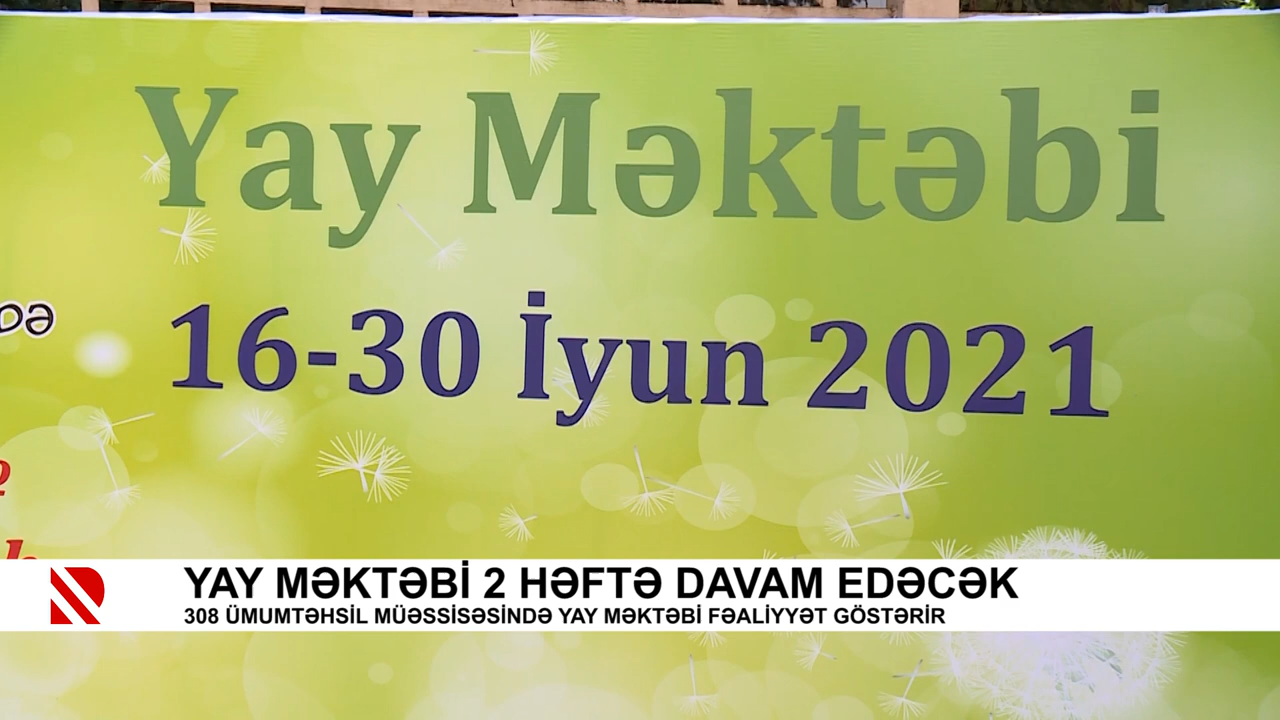 Yay Məktəbi
16-30 İyun 2021
YAY MƏKTƏBİ 2 HƏFTƏ DAVAM EDƏCƏK
308 ÜMUMTƏHSİL MÜƏSSİSƏSİNDƏ YAY MƏKTƏBİ FƏALİYYƏT GÖSTƏRİR